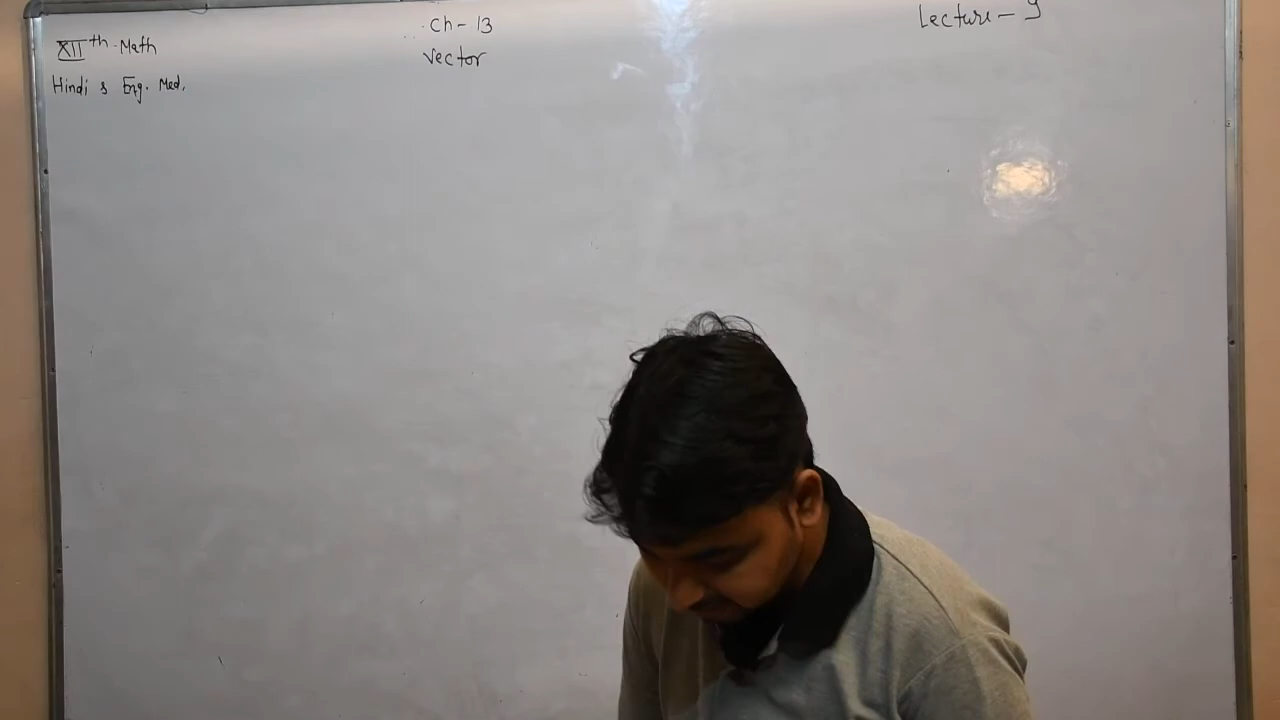 XIIth Math
Hindi & Eng. Med.
Ch - 13
Vector
Lecture - 9